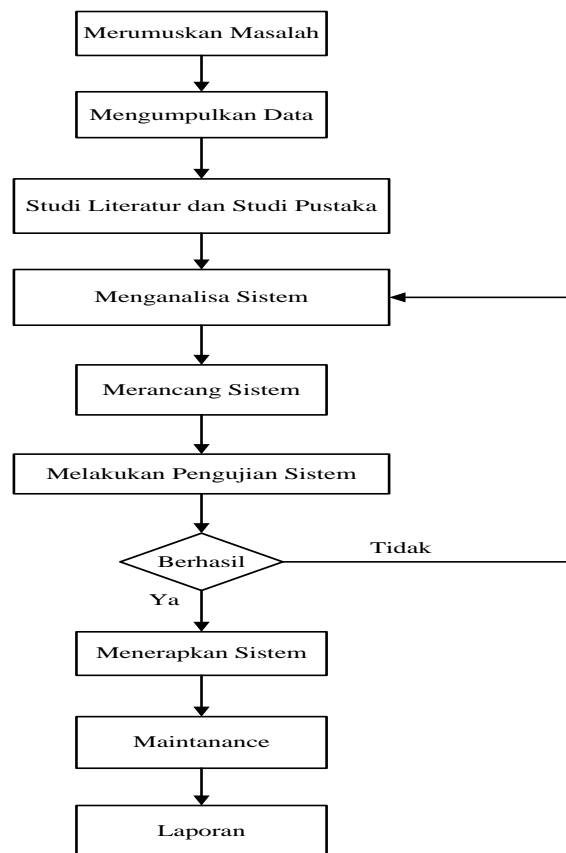 Merumuskan Masalah
Mengumpulkan Data
Studi Literatur dan Studi Pustaka
Menganalisa Sistem
Merancang Sistem
Melakukan Pengujian Sistem
Berhasil
Tidak
Ya
Menerapkan Sistem
Maintanance
Laporan